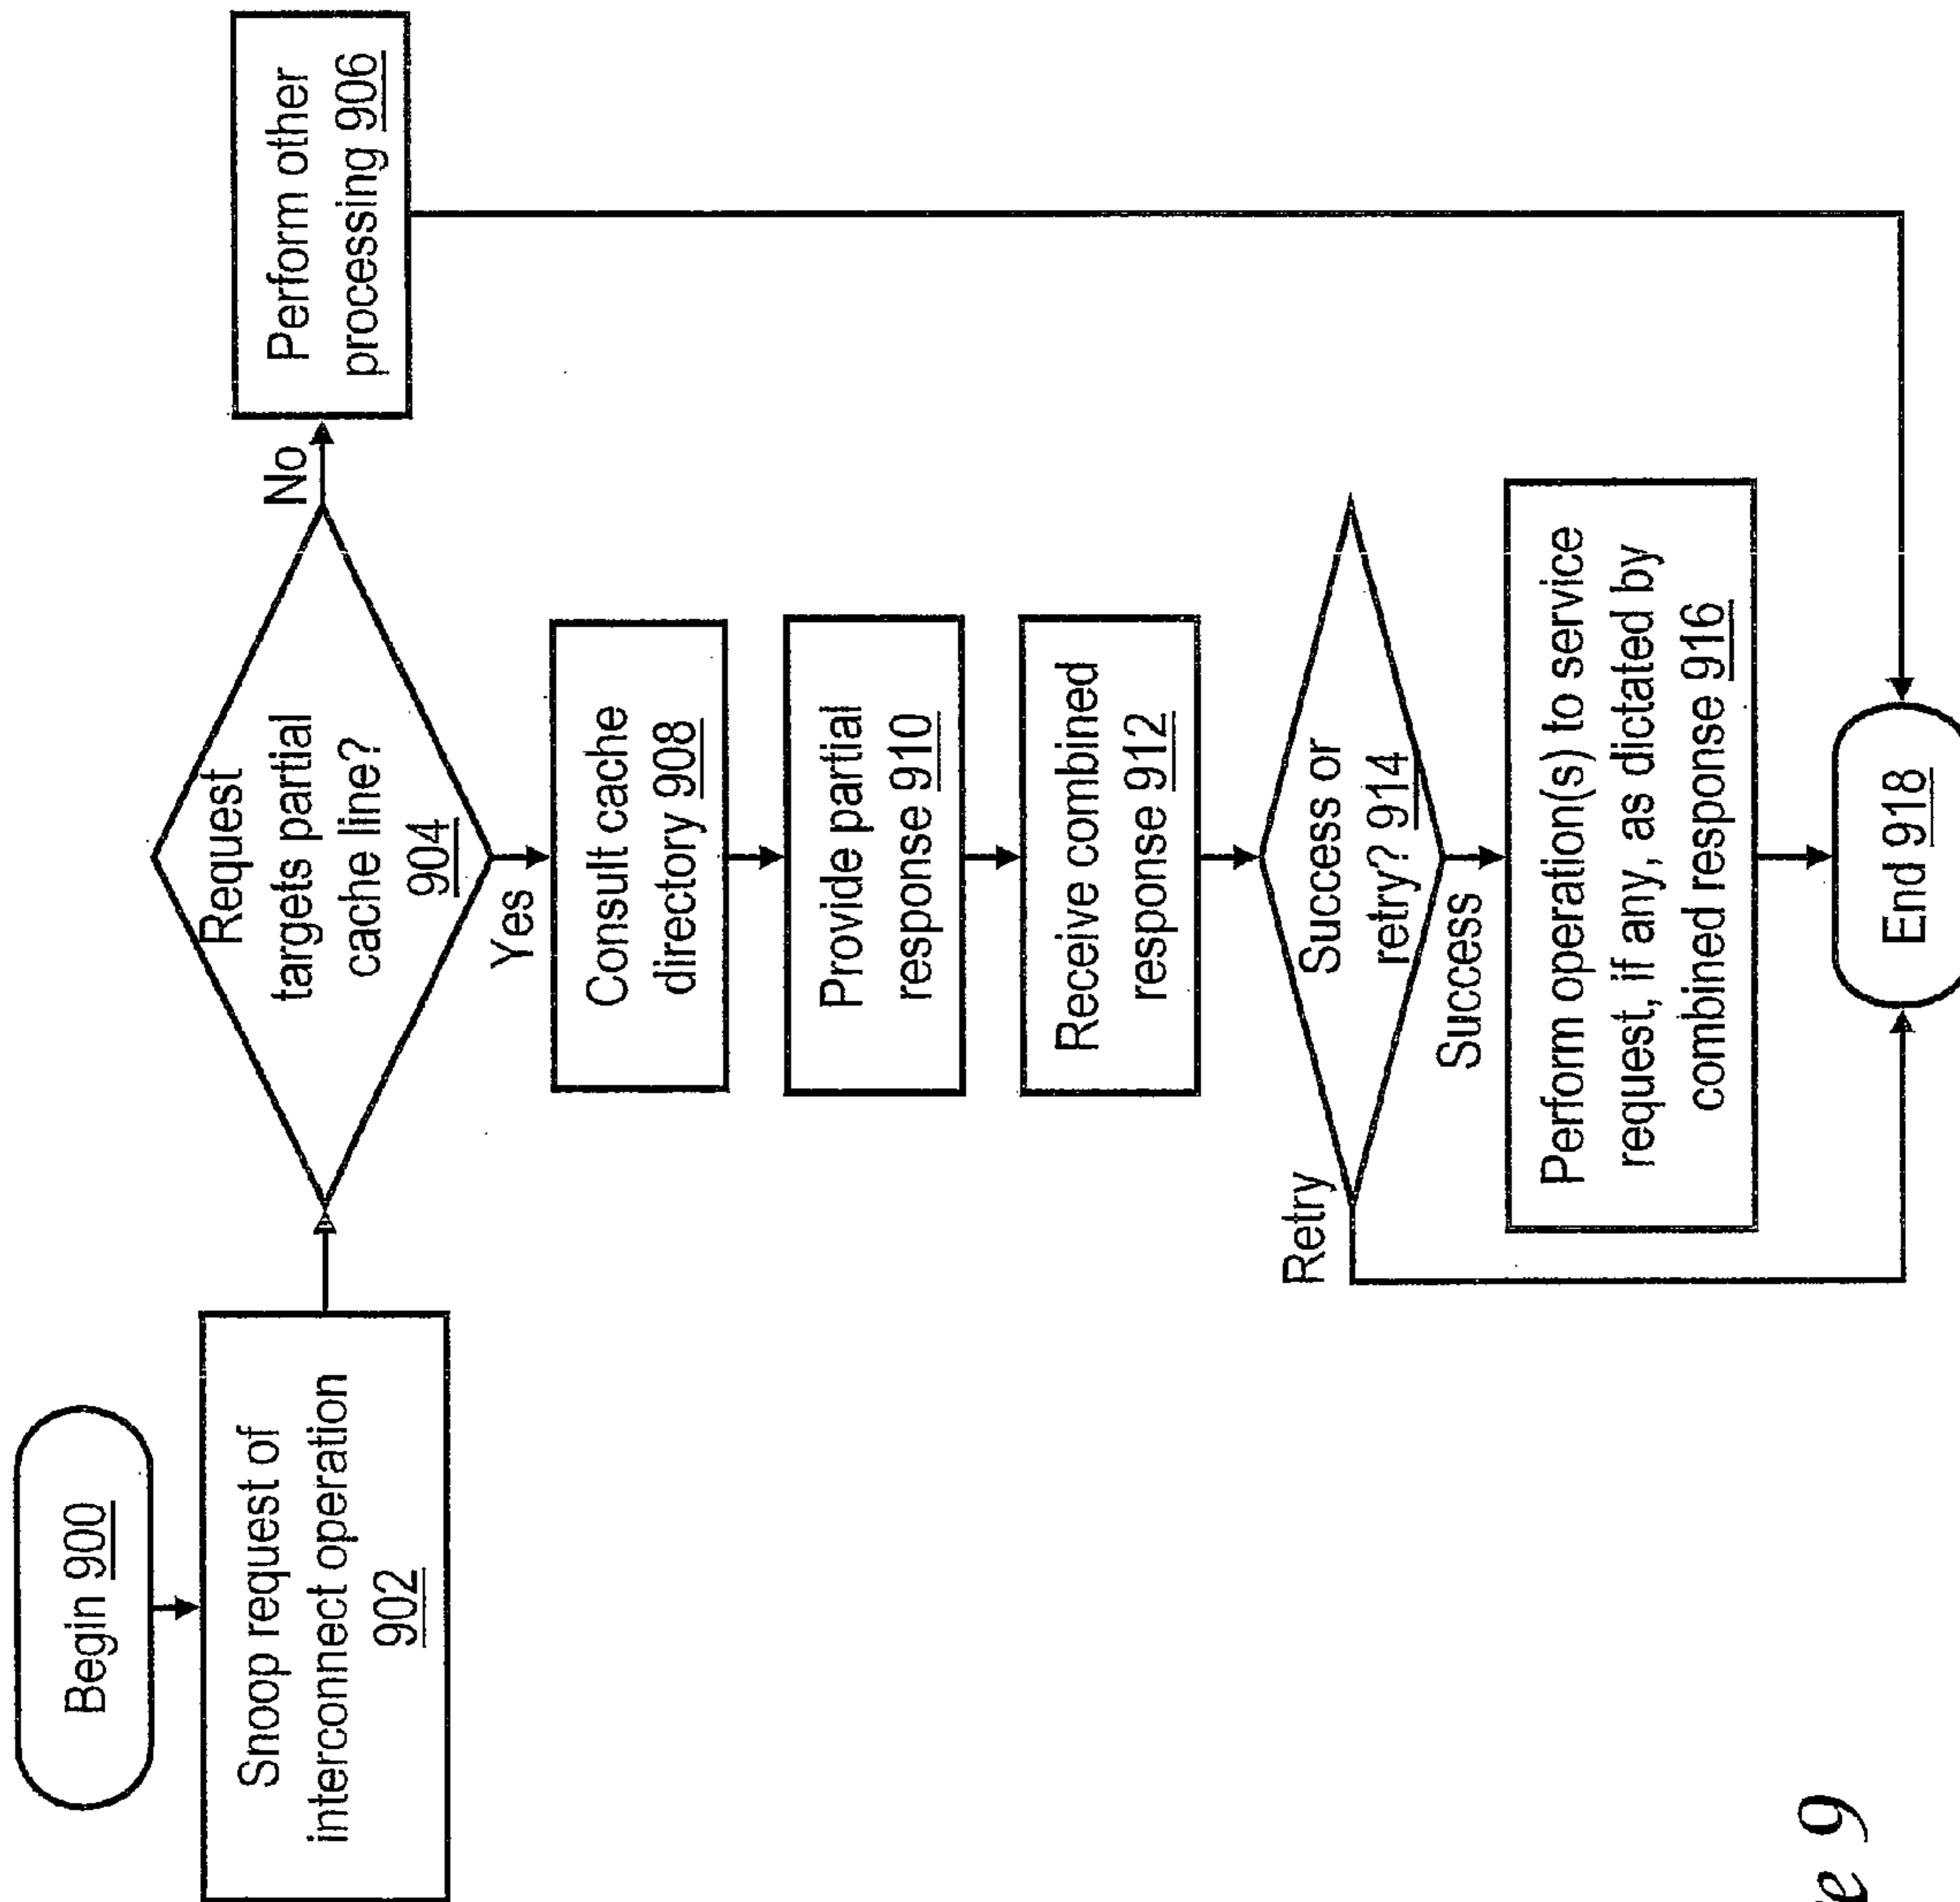 Begin 900
Snoop request of
interconnect operation
902
Request
targets partial
cache line?
904
No
Perform other
processing 906
Yes
Consult cache
directory 908
Provide partial
response 910
Receive combined
response 912
Success or
retry? 914
Retry
Success
Perform operation(s) to service
request, if any, as dictated by
combined response 916
End 918
9